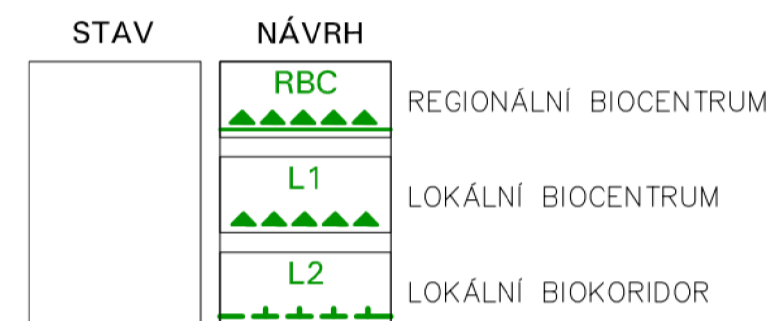 STAV NÁVRH
RBC REGIONÁLNÍ BIOCENTRUM
L1 LOKÁLNÍ BIOCENTRUM
L2 LOKÁLNÍ BIOKORIDOR